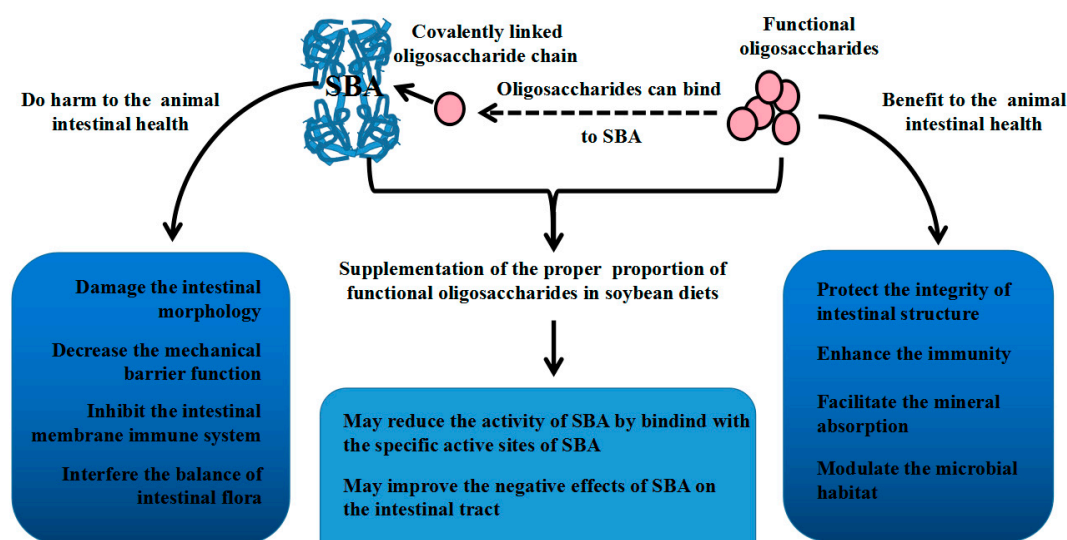 Covalently linked
oligosaccharide chain
Functional
oligosaccharides
SBA
Do harm to the animal
intestinal health
Oligosaccharides can bind
to SBA
Benefit to the animal
intestinal health
Supplementation of the proper proportion of
functional oligosaccharides in soybean diets
Damage the intestinal
morphology
Decrease the mechanical
barrier function
Inhibit the intestinal
membrane immune system
Interfere the balance of
intestinal flora
May reduce the activity of SBA by bindind with
the specific active sites of SBA
May improve the negative effects of SBA on
the intestinal tract
Protect the integrity of
intestinal structure
Enhance the immunity
Facilitate the mineral
absorption
Modulate the microbial
habitat